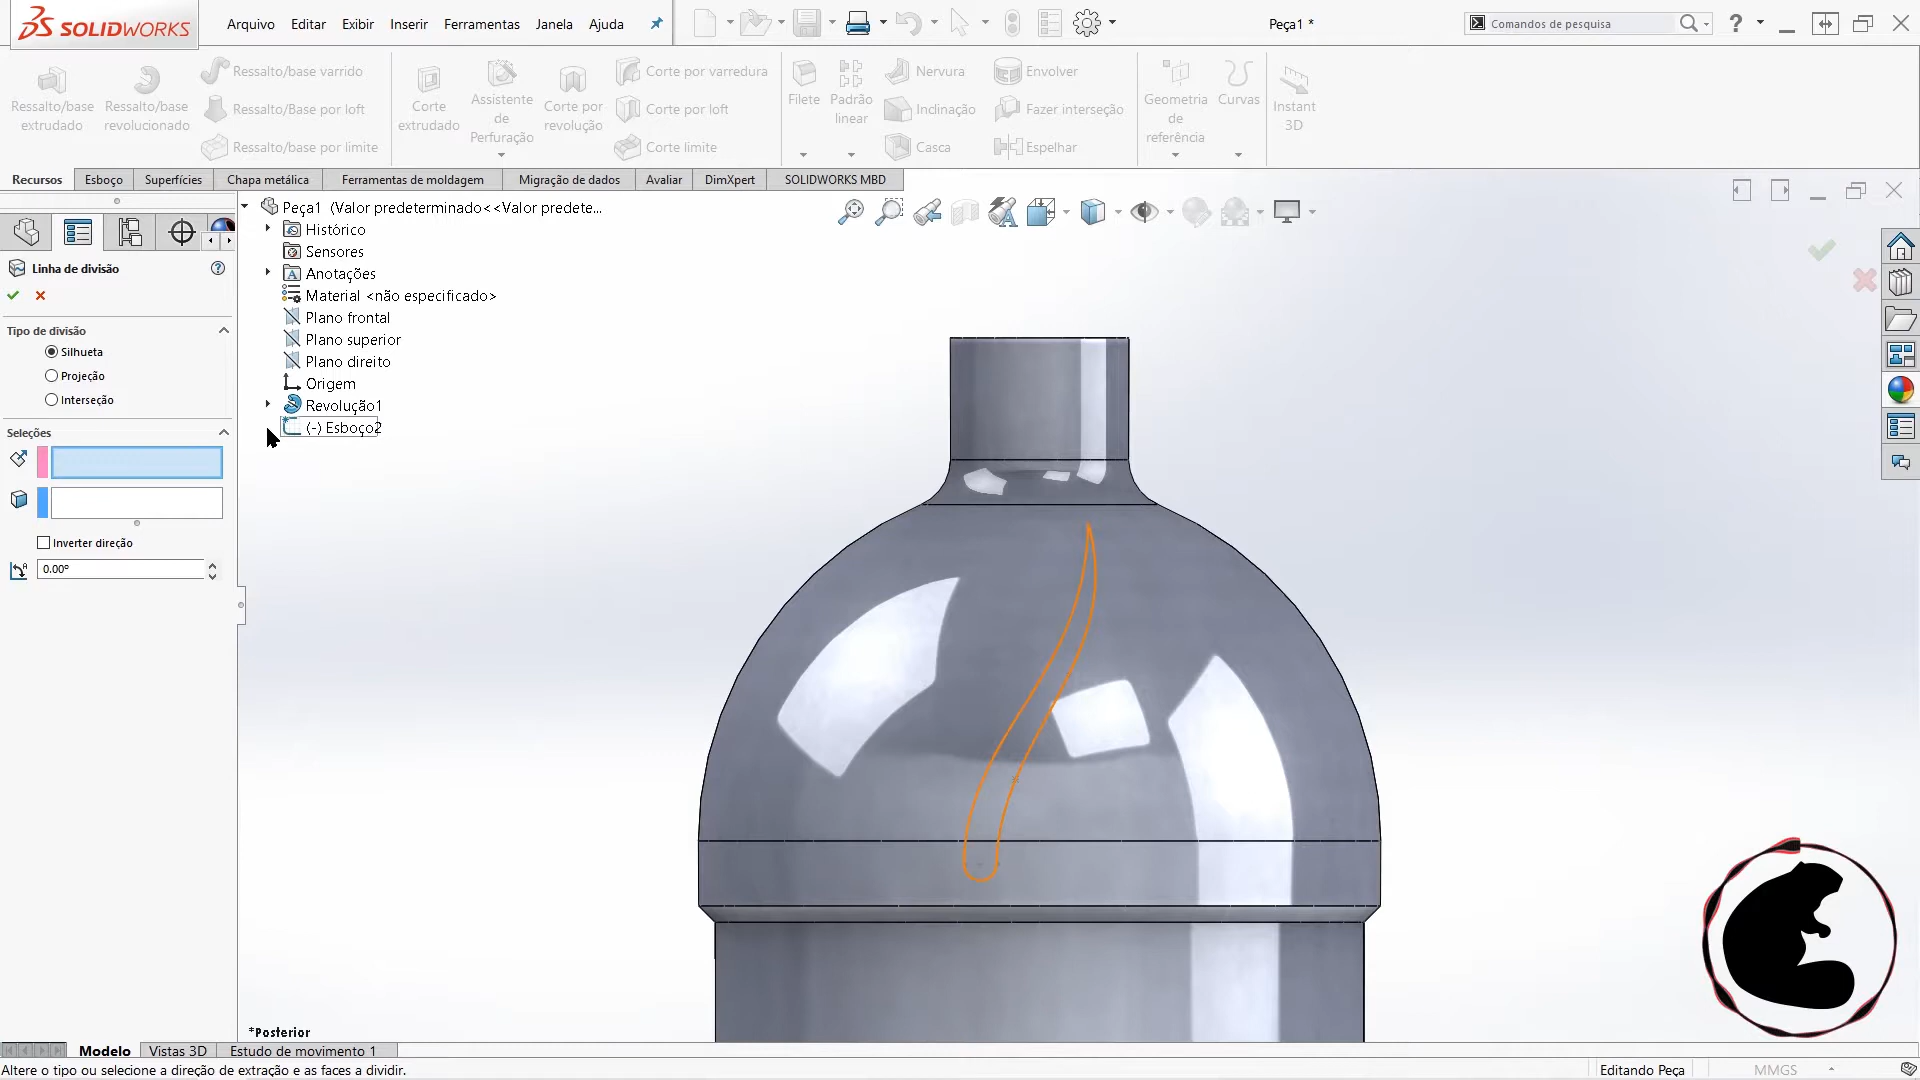 SOLIDWORKS
Arquivo Editar Exibir Inserir Ferramentas Janela Ajuda
Peça1 *
Comandos de pesquisa
?
Ressalto/base extrudado
Ressalto/base revolucionado
Ressalto/base varrido
Ressalto/Base por loft
Ressalto/base por limite
Corte extrudado
Assistente de Perfuração
Corte por revolução
Corte por varredura
Corte por loft
Corte limite
Filete
Padrão linear
Nervura
Inclinação
Casca
Envolver
Fazer interseção
Espelhar
Geometria de referência
Curvas
Instant 3D
Recursos Esboço Superfícies Chapa metálica Ferramentas de moldagem Migração de dados Avaliar DimXpert SOLIDWORKS MBD
Linha de divisão
Tipo de divisão
Silhueta
Projeção
Interseção
Seleções
Inverter direção
0.00º
Peça1 (Valor predeterminado<<Valor predete...
Histórico
Sensores
Anotações
Material <não especificado>
Plano frontal
Plano superior
Plano direito
Origem
Revolução1
(-) Esboço2
*Posterior
Modelo Vistas 3D Estudo de movimento 1
Altere o tipo ou selecione a direção de extração e as faces a dividir.
Editando Peça MMGS